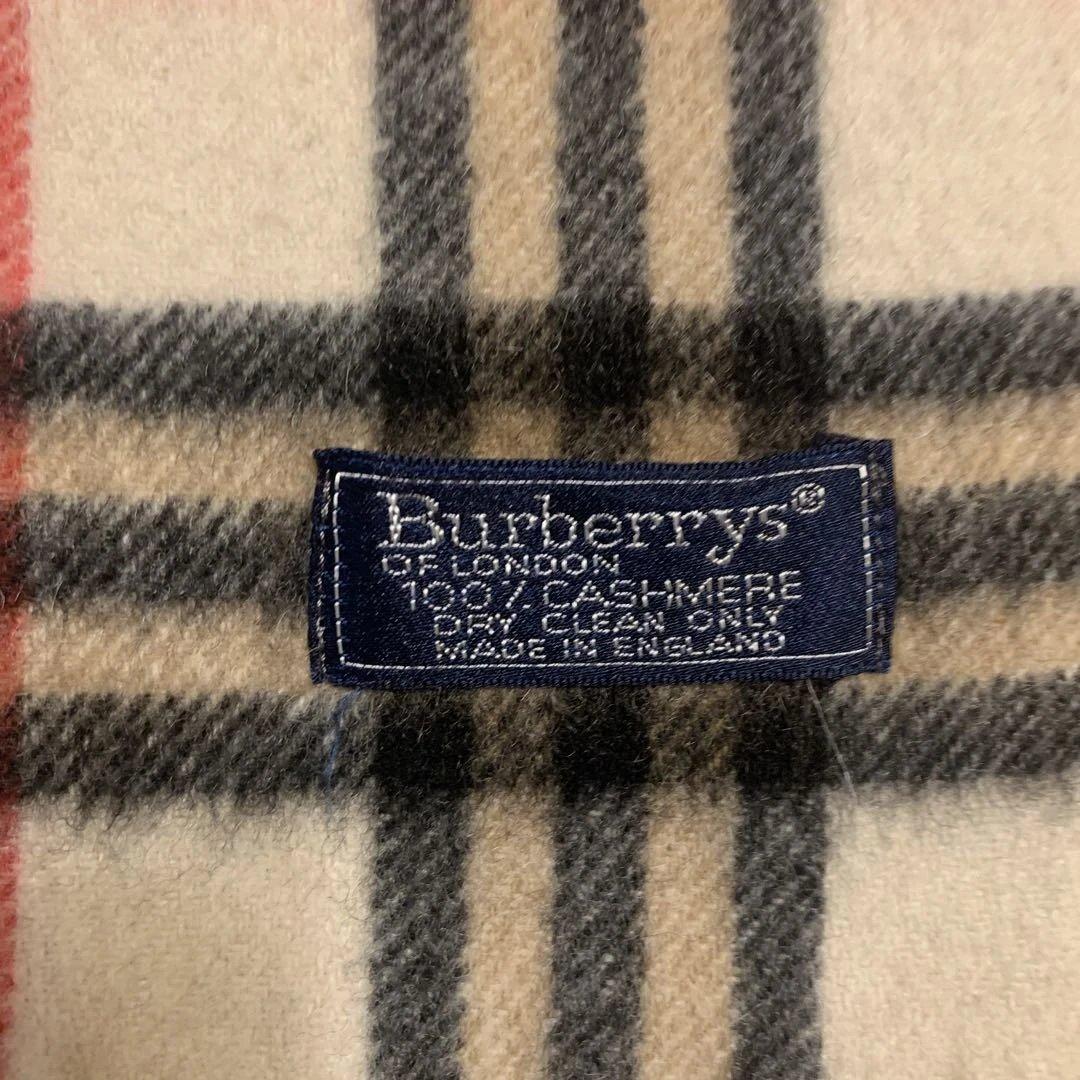 Burberrys®
OF LONDON
100% CASHMERE
DRY CLEAN ONLY
MADE IN ENGLAND